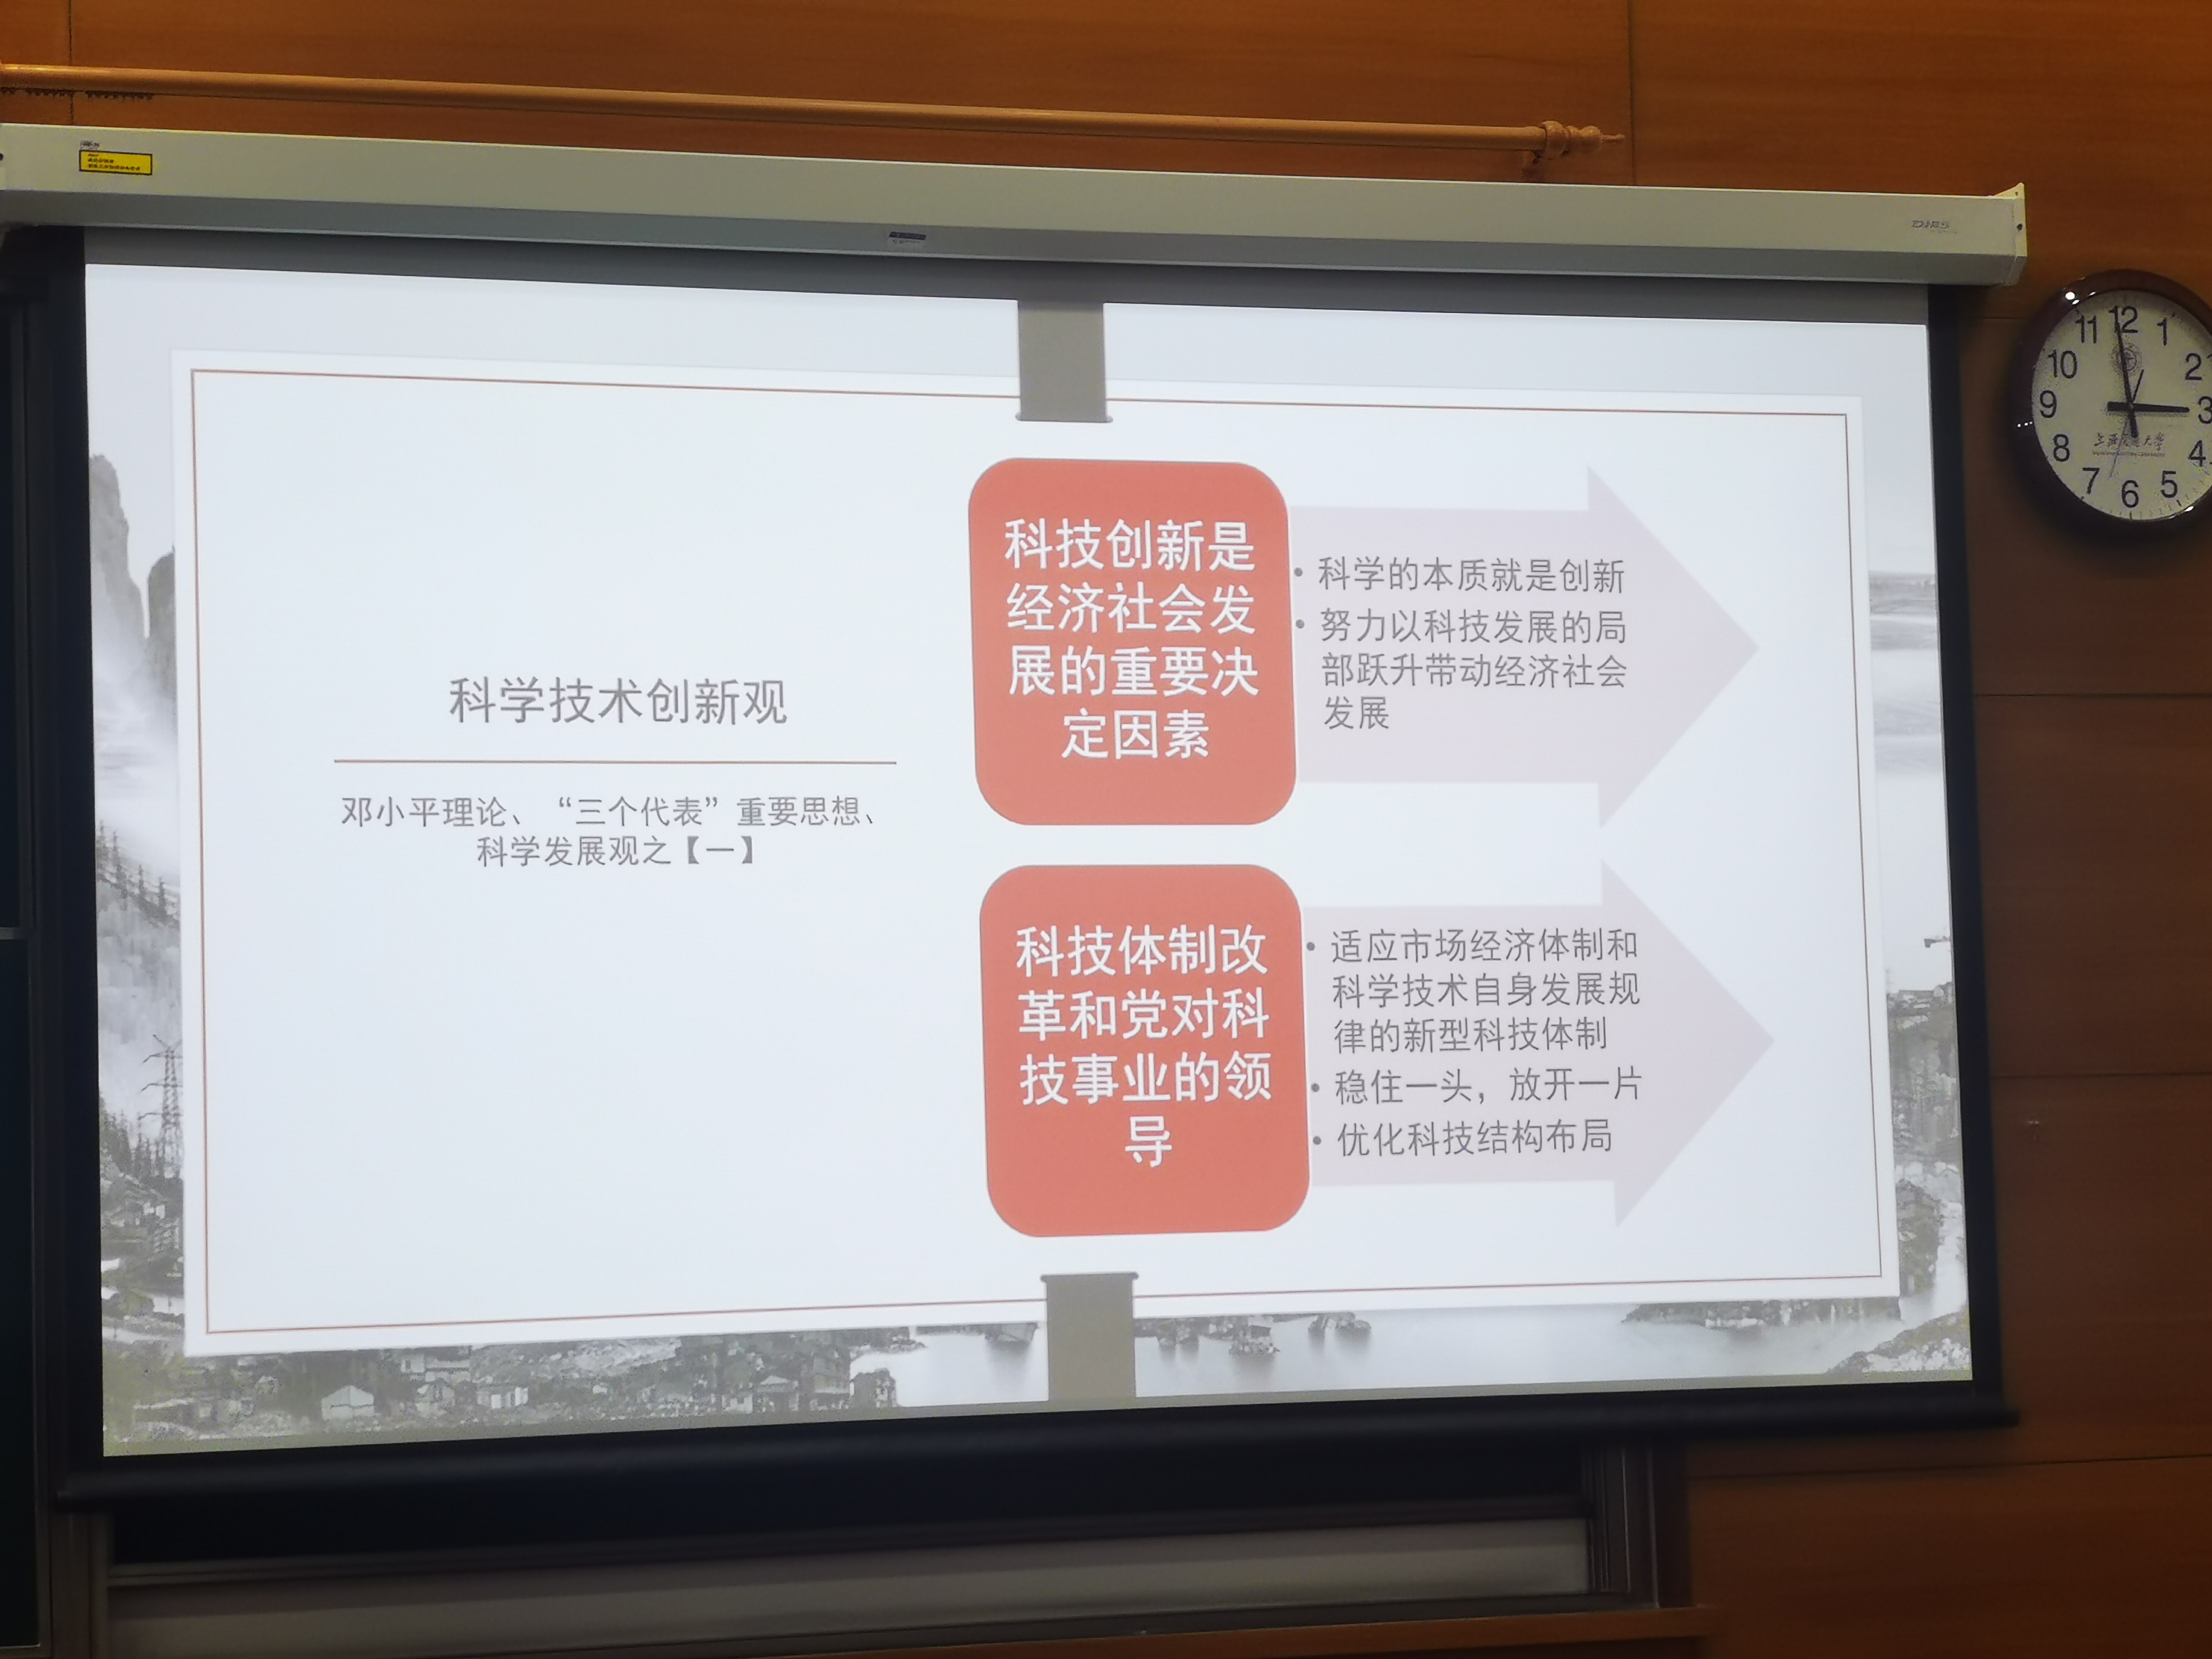 科学技术创新观
邓小平理论、“三个代表”重要思想、
科学发展观之【一】
科技创新是
经济社会发
展的重要决
定因素
• 科学的本质就是创新
• 努力以科技发展的局
部跃升带动经济社会
发展
科技体制改
革和党对科
技事业的领
导
• 适应市场经济体制和
科学技术自身发展规
律的新型科技体制
• 稳住一头，放开一片
• 优化科技结构布局
11 12 1
10 2
9 3
8 4
7 6 5
上海交通大学